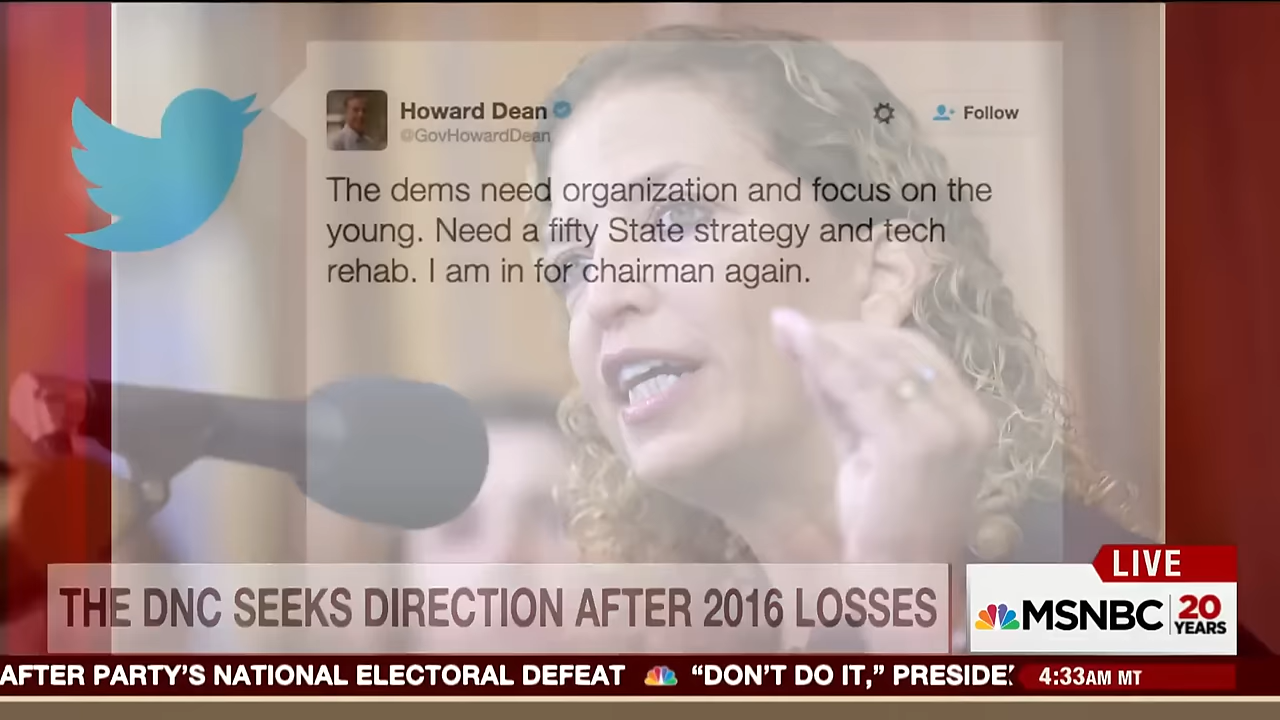 Howard Dean
@GovHowardDean
Follow
The dems need organization and focus on the
young. Need a fifty State strategy and tech
rehab. I am in for chairman again.
LIVE
THE DNC SEEKS DIRECTION AFTER 2016 LOSSES
MSNBC
20
YEARS
AFTER PARTY'S NATIONAL ELECTORAL DEFEAT "DON'T DO IT," PRESIDE
4:33AM MT